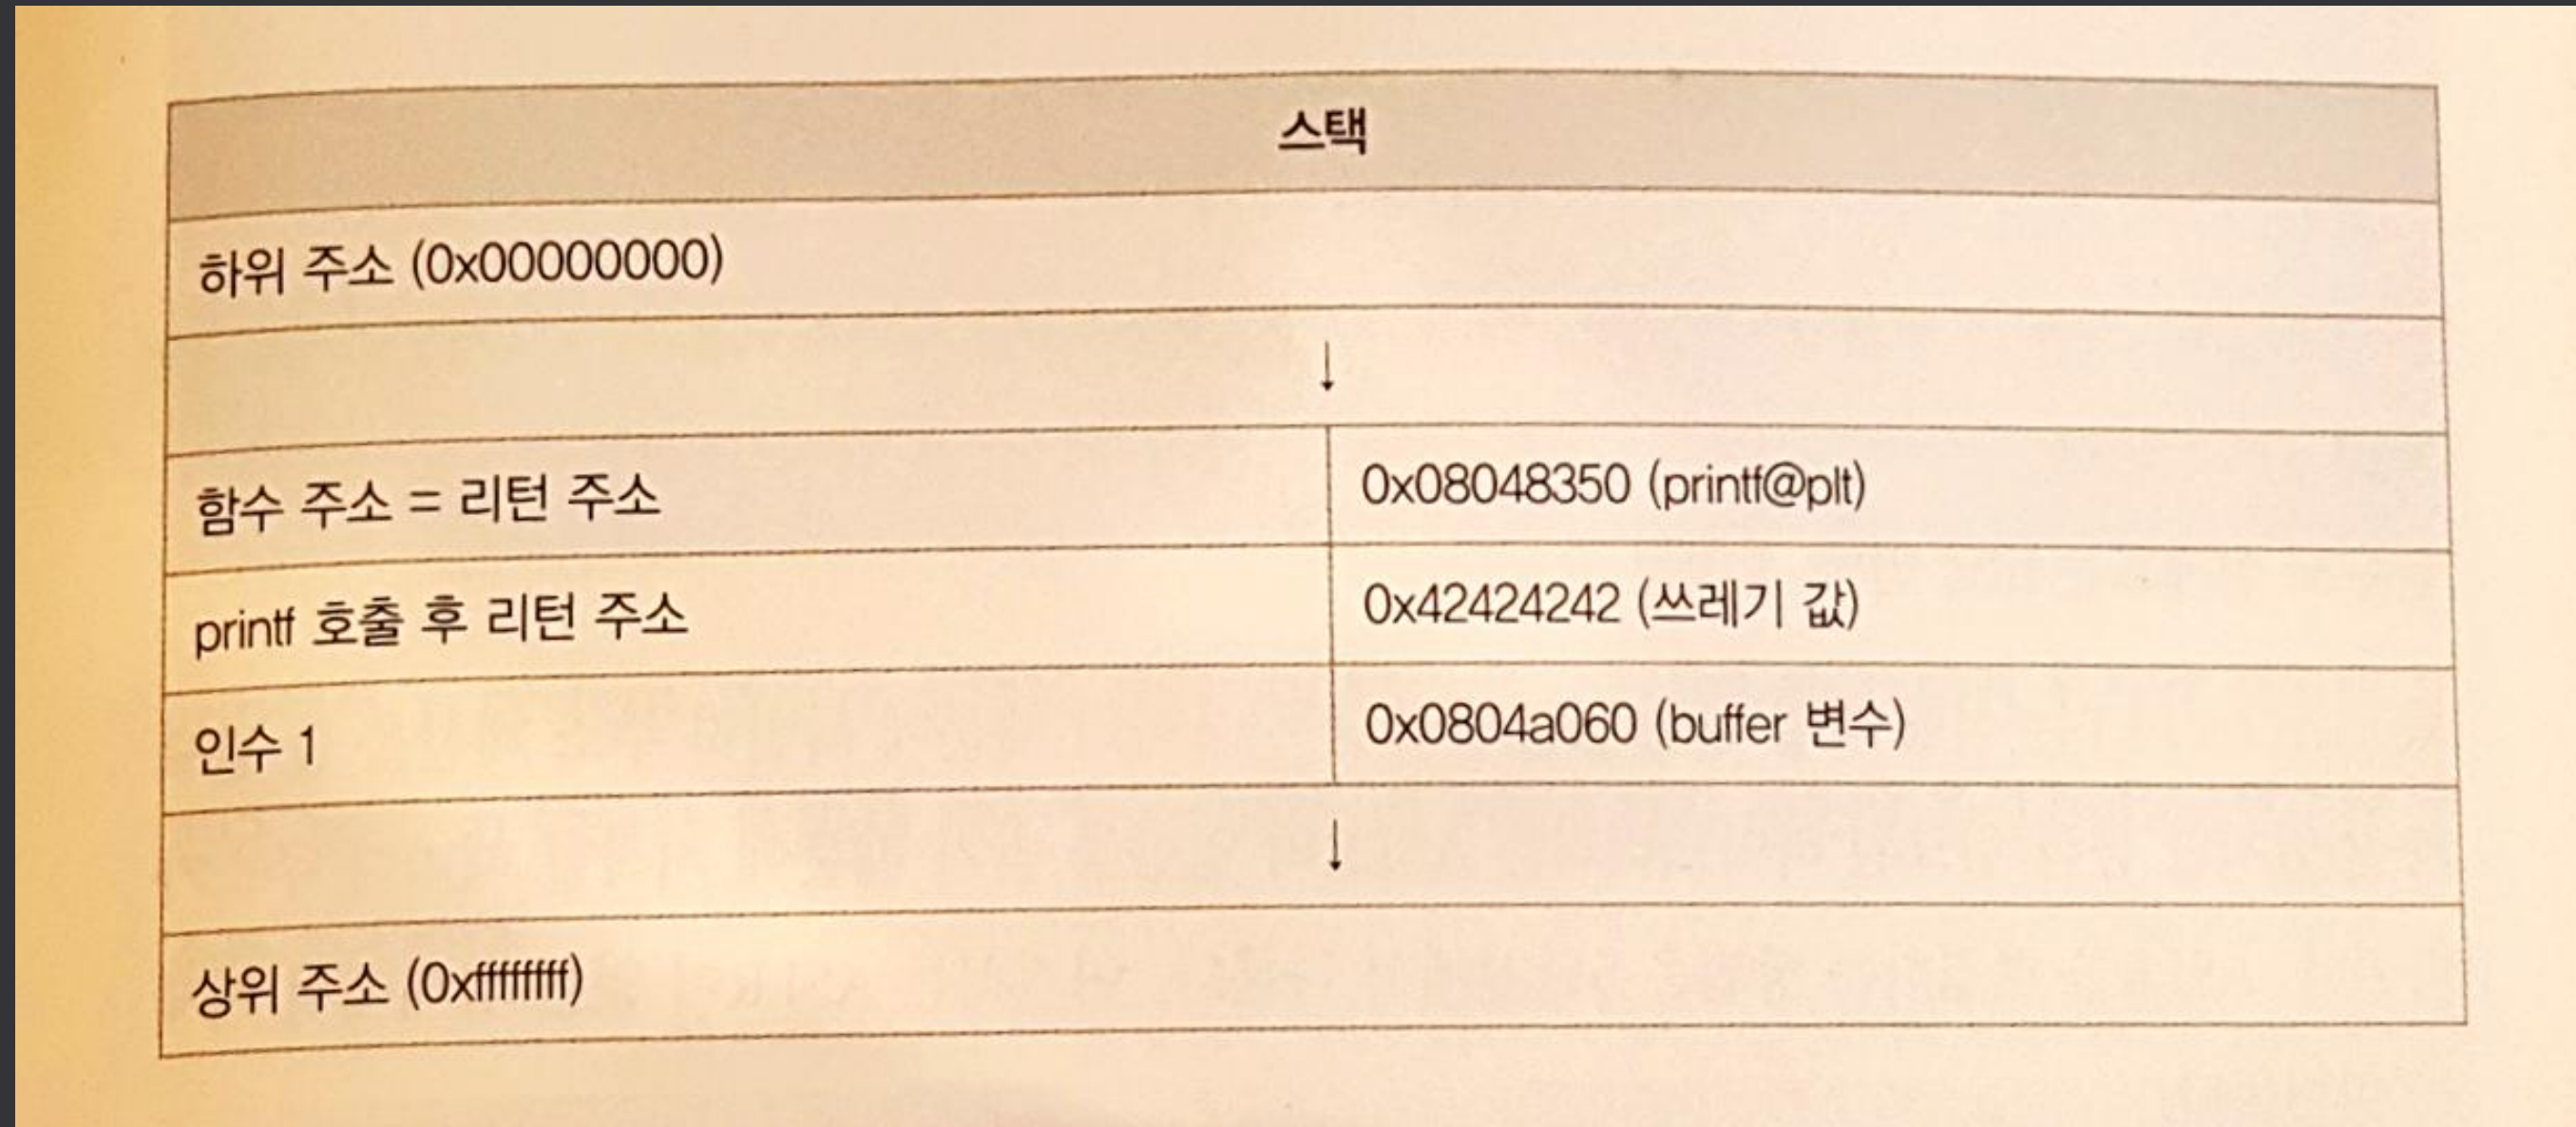 스택
하위 주소 (0x00000000)
↓
함수 주소 = 리턴 주소 0x08048350 (printf@plt)
printf 호출 후 리턴 주소 0x42424242 (쓰레기 값)
인수 1 0x0804a060 (buffer 변수)
↓
상위 주소 (0xffffffff)